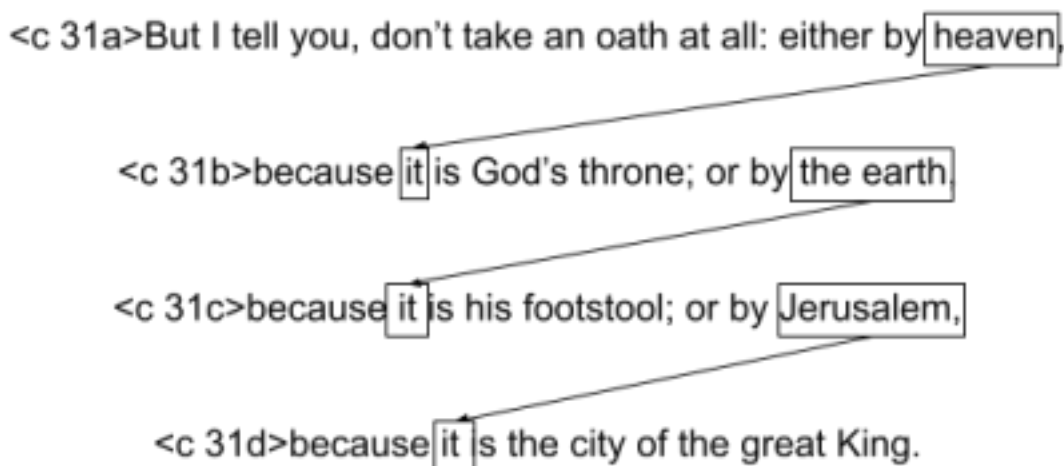 <c 31a>But I tell you, don't take an oath at all: either by heaven,
<c 31b>because it is God's throne; or by the earth,
<c 31c>because it is his footstool; or by Jerusalem,
<c 31d>because it is the city of the great King.